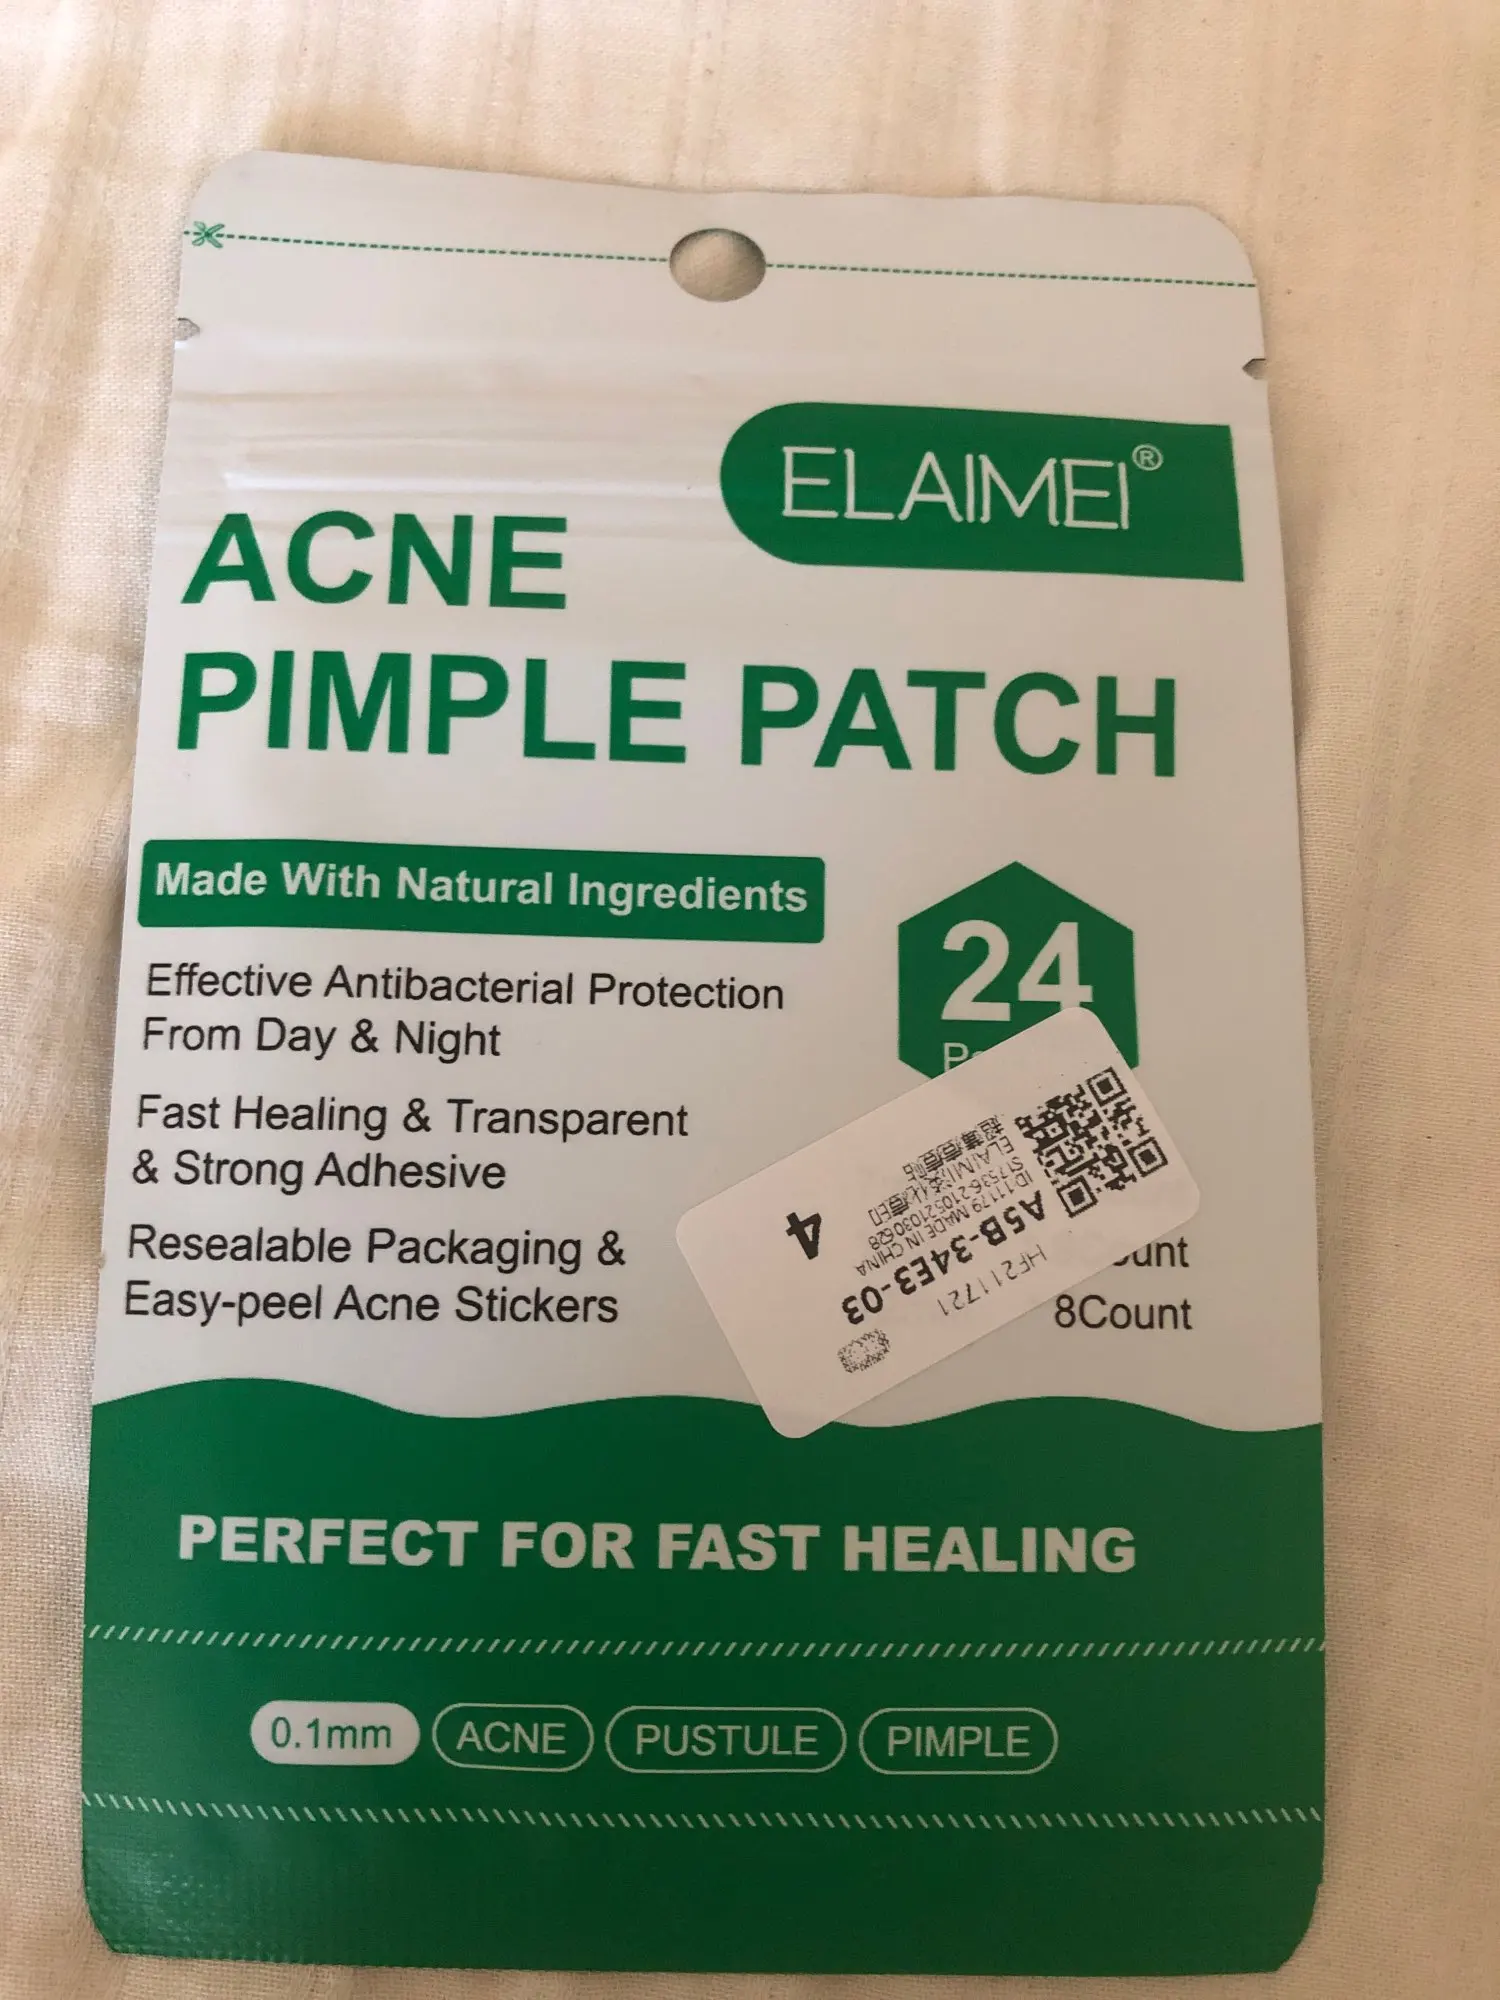 ELAIMEI®
ACNE
PIMPLE PATCH
Made With Natural Ingredients
Effective Antibacterial Protection
From Day & Night
Fast Healing & Transparent
& Strong Adhesive
Resealable Packaging &
Easy-peel Acne Stickers
24
8Count
HF211721
A5B-34E3-03
ID11179 MADE IN CHINA
4
PERFECT FOR FAST HEALING
0.1mm ACNE PUSTULE PIMPLE